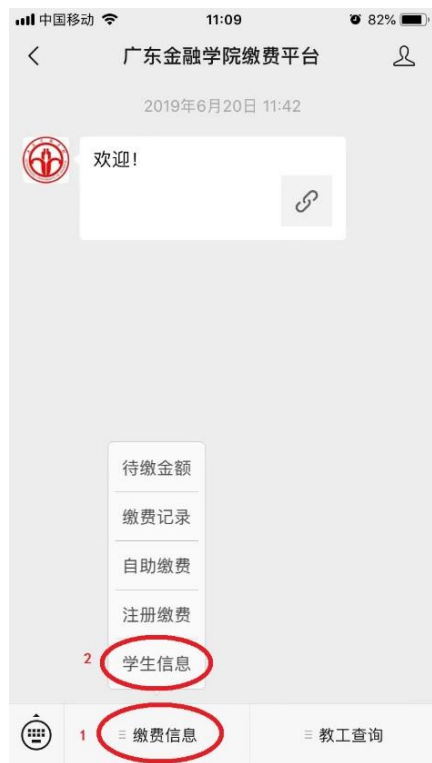 中国移动 11:09 82%
广东金融学院缴费平台
2019年6月20日 11:42
欢迎!
待缴金额
缴费记录
自助缴费
注册缴费
2 学生信息
1 缴费信息 教工查询